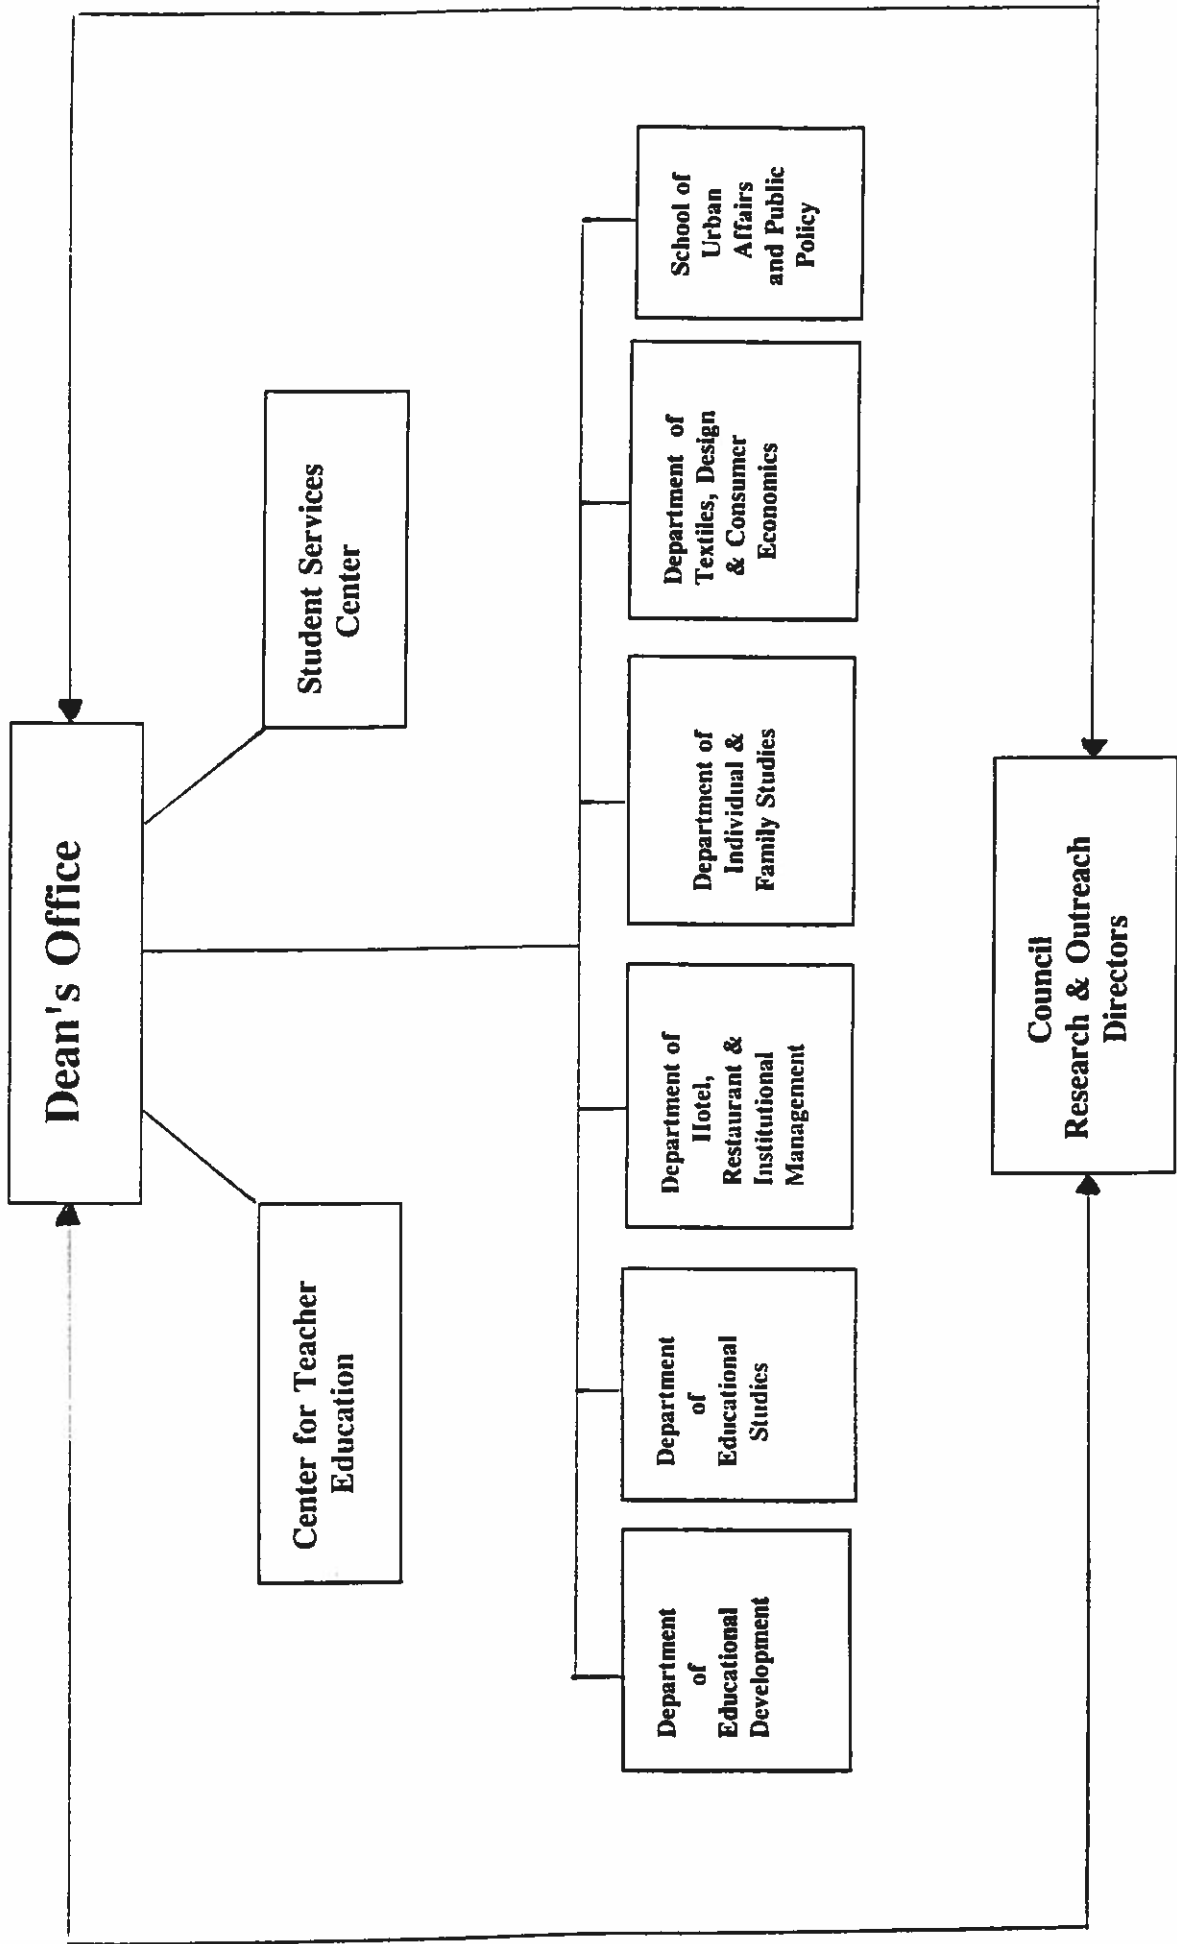 Dean's Office
Center for Teacher
Education
Student Services
Center
Department
of
Educational
Development
Department
of
Educational
Studies
Department of
Hotel,
Restaurant &
Institutional
Management
Department of
Individual &
Family Studies
Department of
Textiles, Design
& Consumer
Economics
School of
Urban
Affairs
and Public
Policy
Council
Research & Outreach
Directors